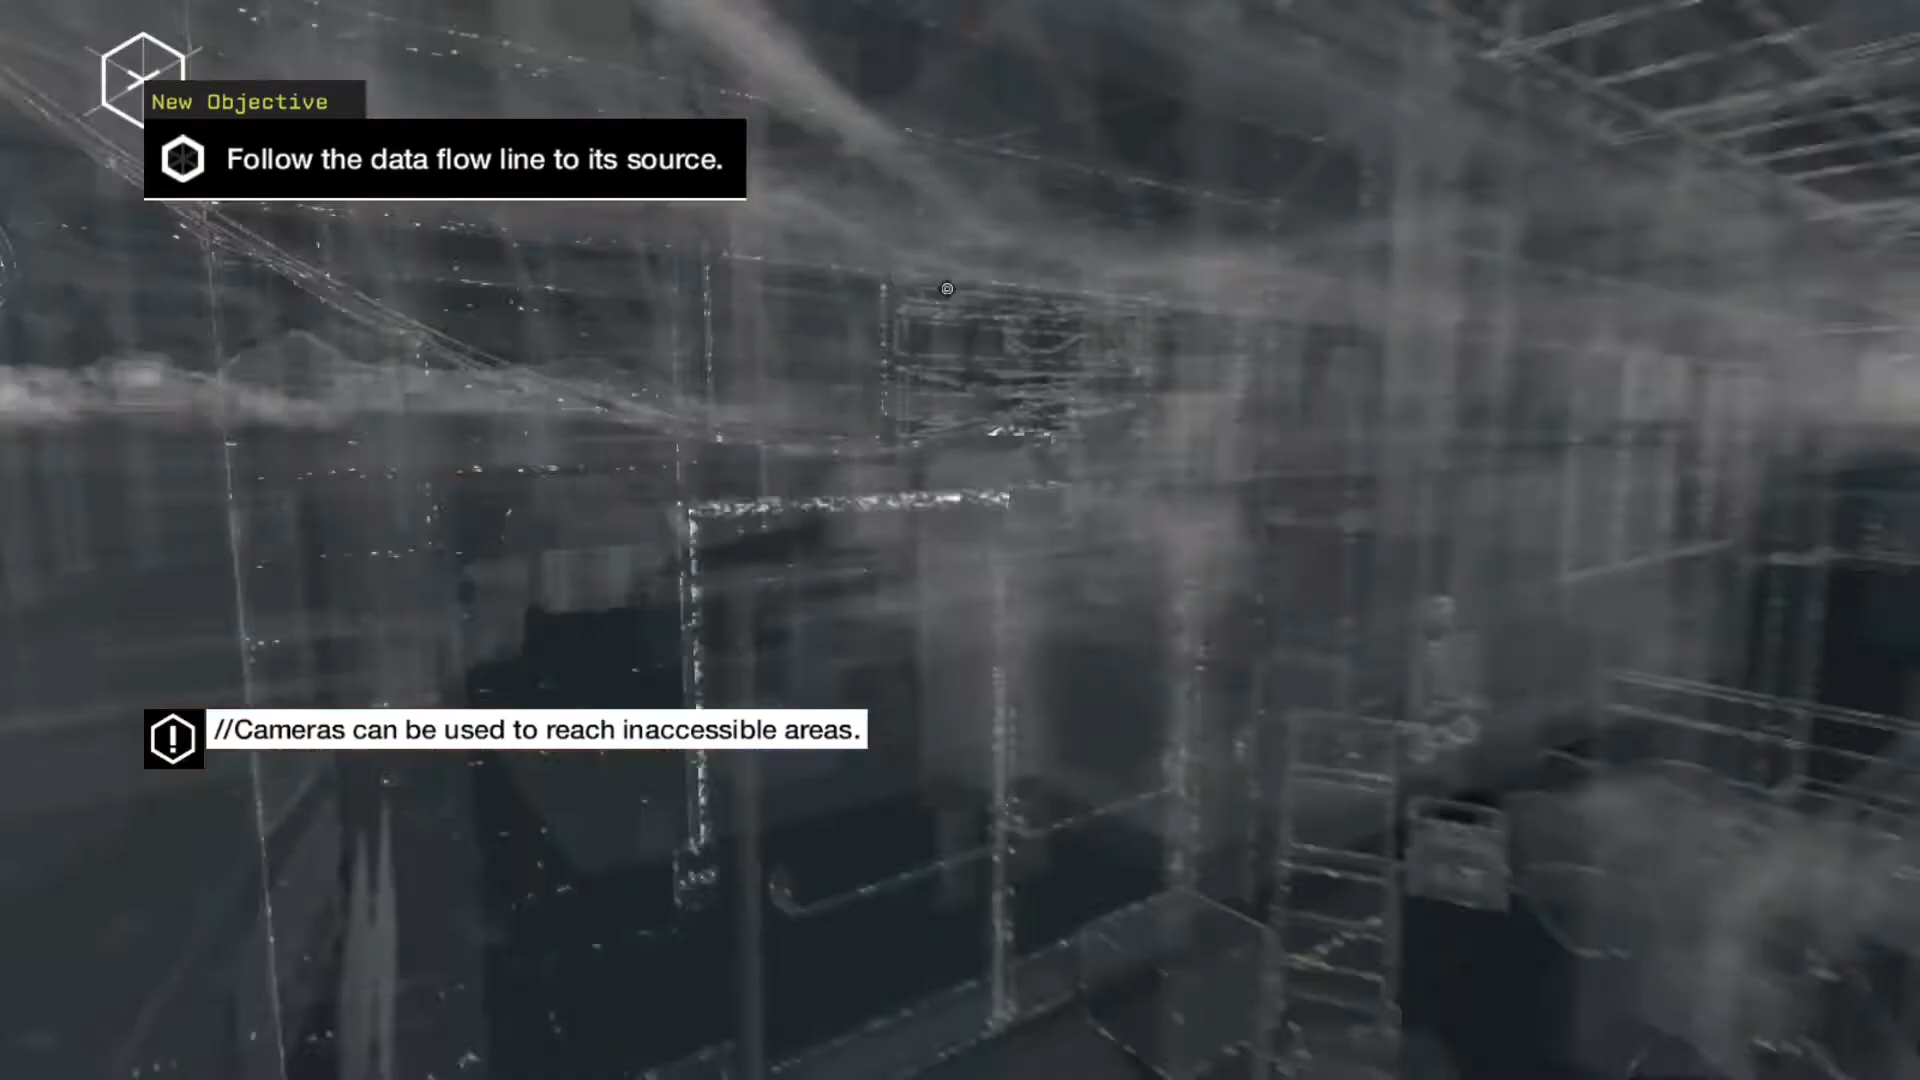 New Objective
Follow the data flow line to its source.
//Cameras can be used to reach inaccessible areas.